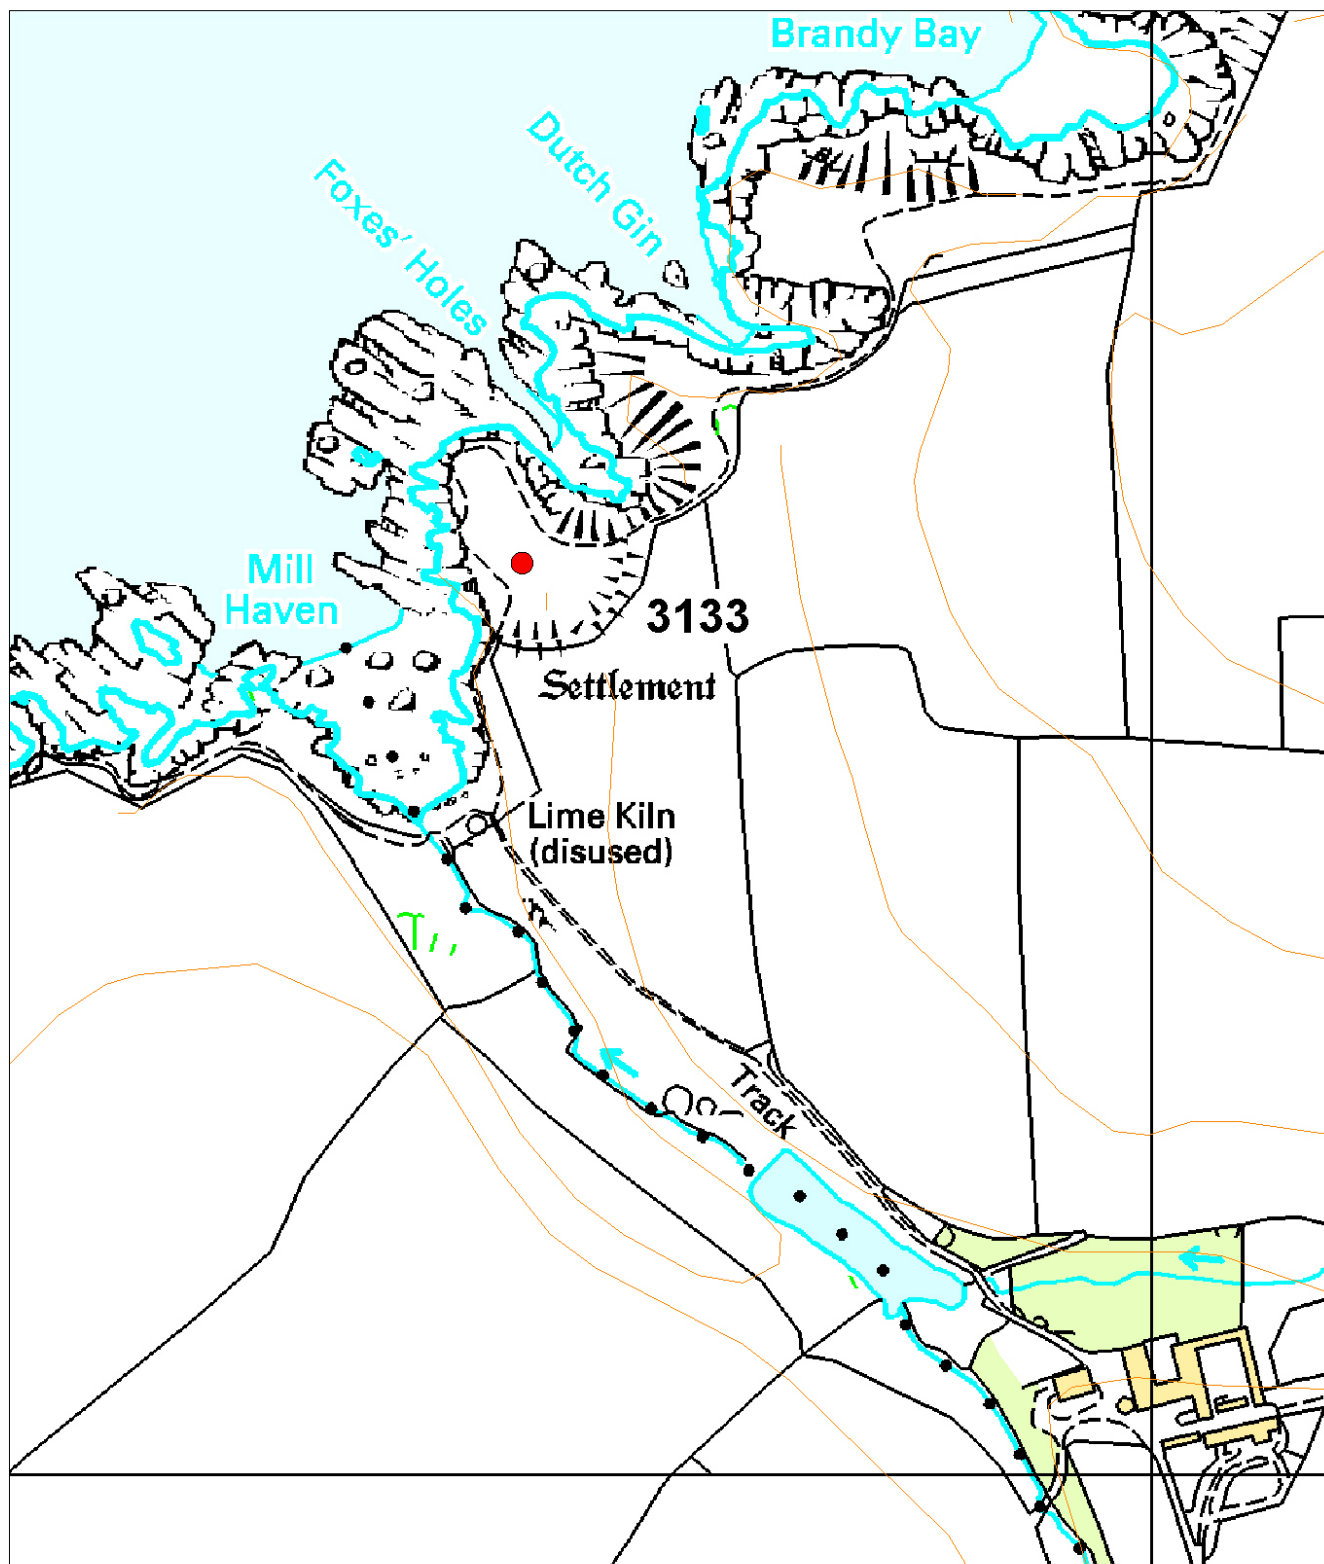 Brandy Bay
Dutch Gin
Foxes' Holes
Mill
Haven
3133
Settlement
Lime Kiln
(disused)
Track